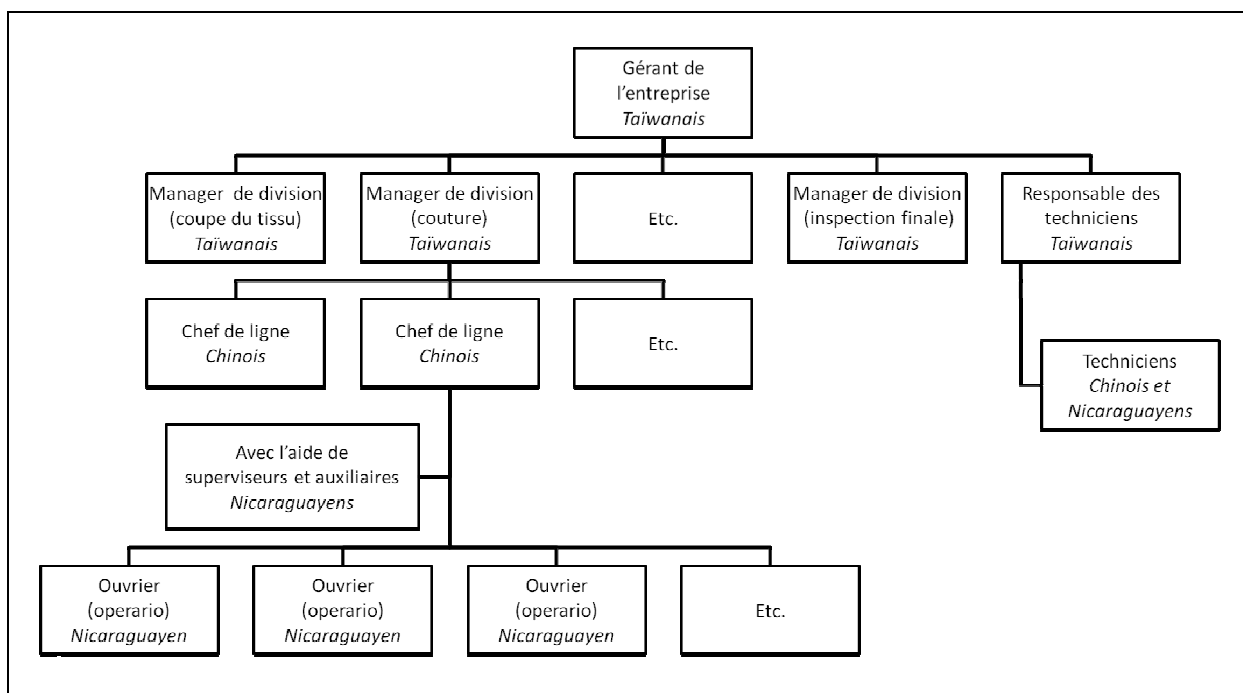 Gérant de
l'entreprise
Taïwanais
Manager de division
(coupe du tissu)
Taïwanais
Manager de division
(couture)
Taïwanais
Etc.
Manager de division
(inspection finale)
Taïwanais
Responsable des
techniciens
Taïwanais
Chef de ligne
Chinois
Chef de ligne
Chinois
Etc.
Techniciens
Chinois et
Nicaraguayens
Avec l'aide de
superviseurs et auxiliaires
Nicaraguayens
Ouvrier
(operario)
Nicaraguayen
Ouvrier
(operario)
Nicaraguayen
Ouvrier
(operario)
Nicaraguayen
Etc.